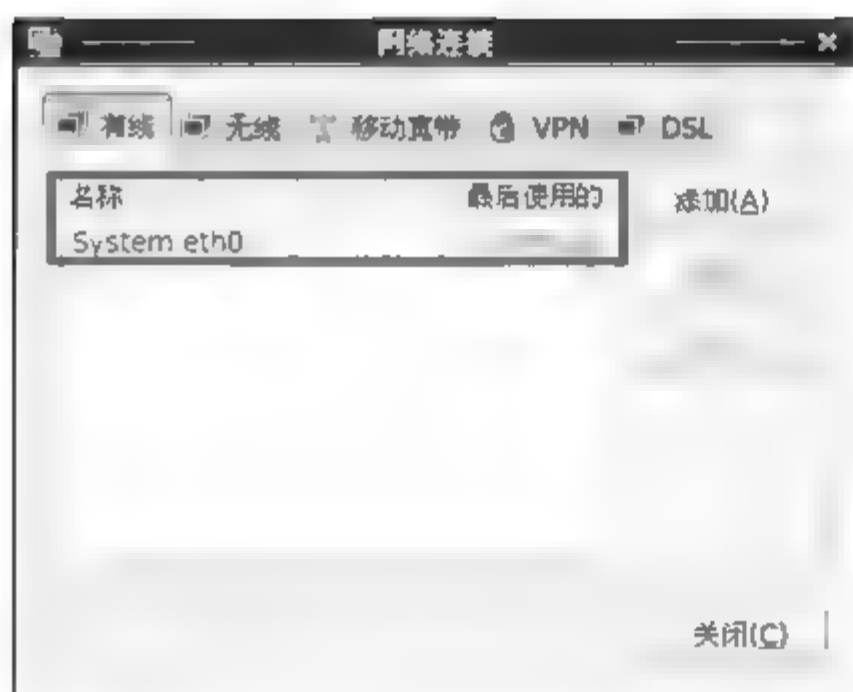 网络连接
有线 无线 移动宽带 VPN DSL
名称 最后使用的 添加(A)
System eth0
关闭(C)